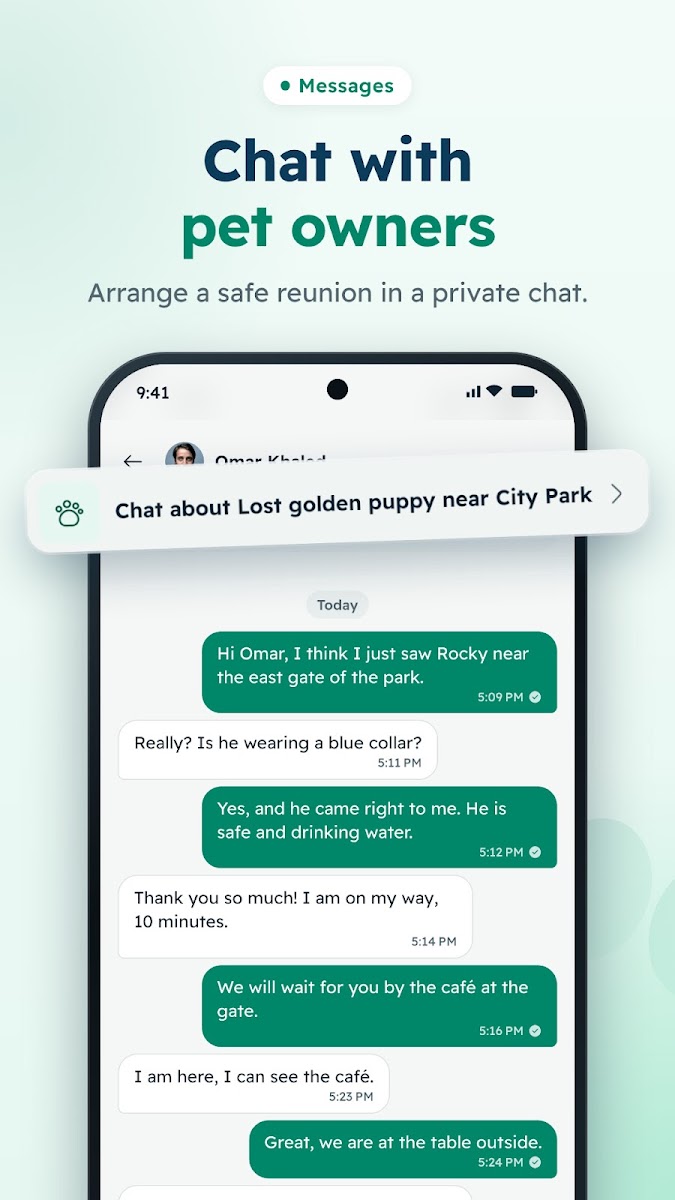 Messages
Chat with
pet owners
Arrange a safe reunion in a private chat.
9:41
Omar Khaled
Chat about Lost golden puppy near City Park
Today
Hi Omar, I think I just saw Rocky near
the east gate of the park.
5:09 PM
Really? Is he wearing a blue collar?
5:11 PM
Yes, and he came right to me. He is
safe and drinking water.
5:12 PM
Thank you so much! I am on my way,
10 minutes.
5:14 PM
We will wait for you by the café at the
gate.
5:16 PM
I am here, I can see the café.
5:23 PM
Great, we are at the table outside.
5:24 PM